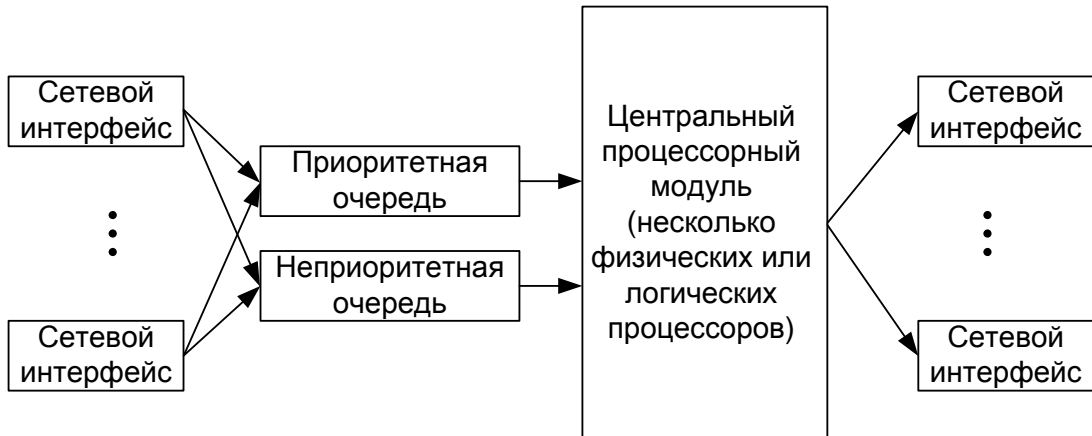 Сетевой
интерфейс
Сетевой
интерфейс
Приоритетная
очередь
Неприоритетная
очередь
Центральный
процессорный
модуль
(несколько
физических или
логических
процессоров)
Сетевой
интерфейс
Сетевой
интерфейс